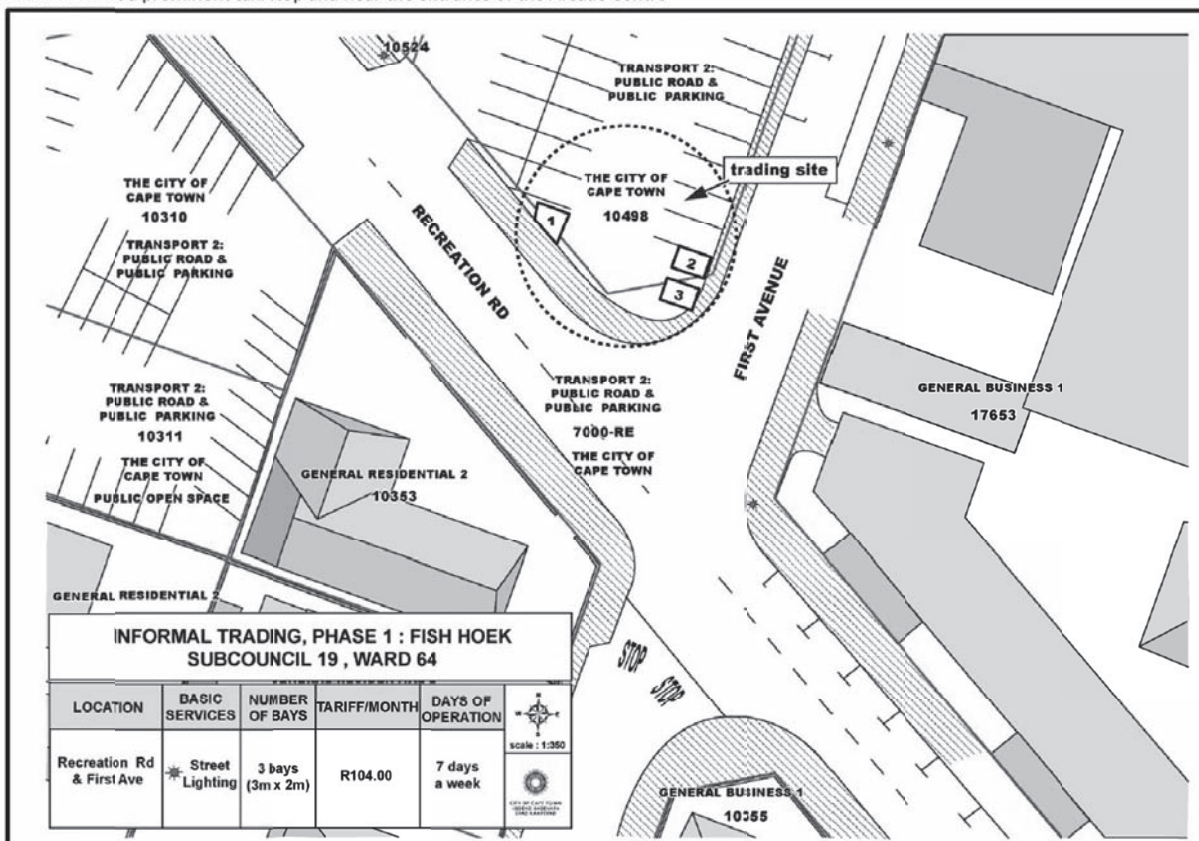 10524
TRANSPORT 2:
PUBLIC ROAD &
PUBLIC PARKING
trading site
THE CITY OF
CAPE TOWN
10498
1
2
3
THE CITY OF
CAPE TOWN
10310
TRANSPORT 2:
PUBLIC ROAD &
PUBLIC PARKING
RECREATION RD
FIRST AVENUE
TRANSPORT 2:
PUBLIC ROAD &
PUBLIC PARKING
10311
THE CITY OF
CAPE TOWN
PUBLIC OPEN SPACE
TRANSPORT 2:
PUBLIC ROAD &
PUBLIC PARKING
7000-RE
THE CITY OF
CAPE TOWN
GENERAL BUSINESS 1
17653
GENERAL RESIDENTIAL 2
10353
GENERAL RESIDENTIAL 2
STOP STOP
GENERAL BUSINESS 1
10355
INFORMAL TRADING, PHASE 1 : FISH HOEK
SUBCOUNCIL 19 , WARD 64
LOCATION
BASIC
SERVICES
NUMBER
OF BAYS
TARIFF/MONTH
DAYS OF
OPERATION
N
W E
S
scale : 1:350
Recreation Rd
& First Ave
Street
Lighting
3 bays
(3m x 2m)
R104.00
7 days
a week
CITY OF CAPE TOWN